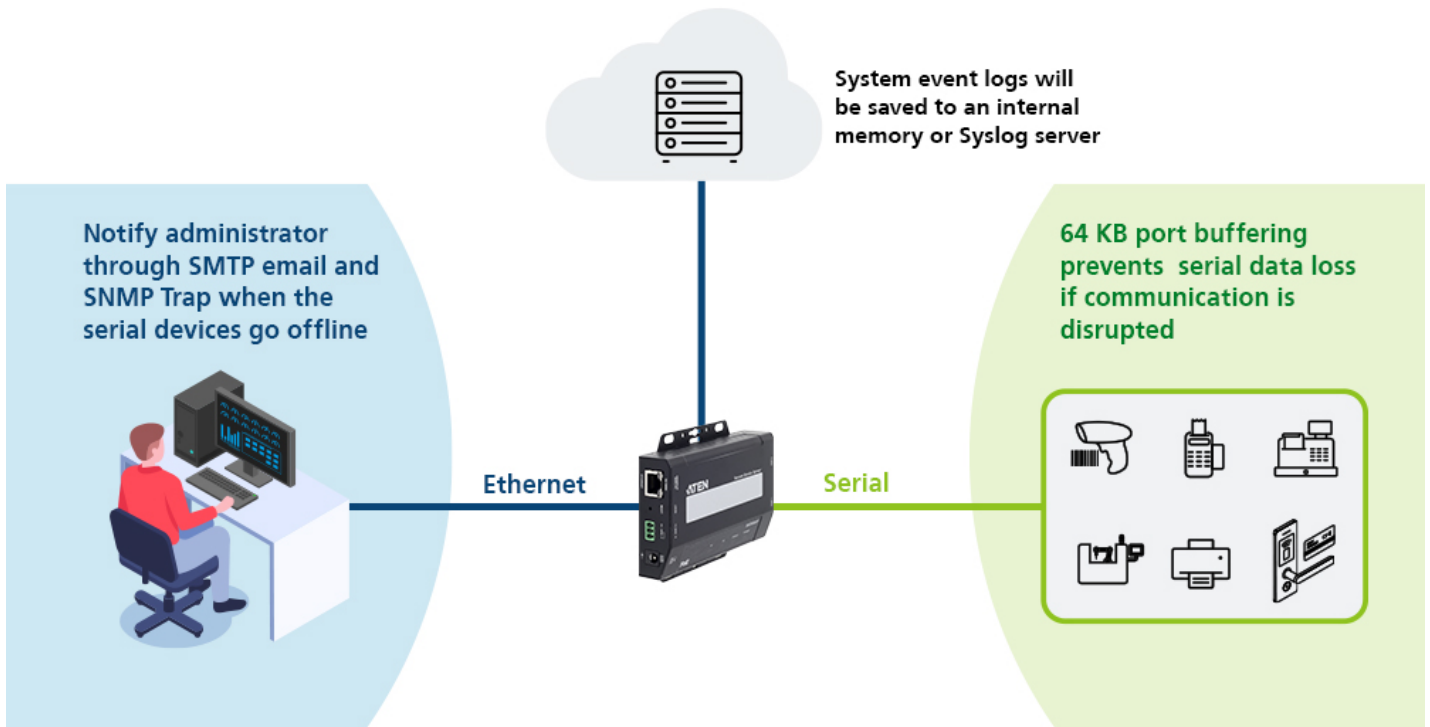 System event logs will
be saved to an internal
memory or Syslog server
Notify administrator
through SMTP email and
SNMP Trap when the
serial devices go offline
64 KB port buffering
prevents serial data loss
if communication is
disrupted
Ethernet
ATEN
Serial
PoE